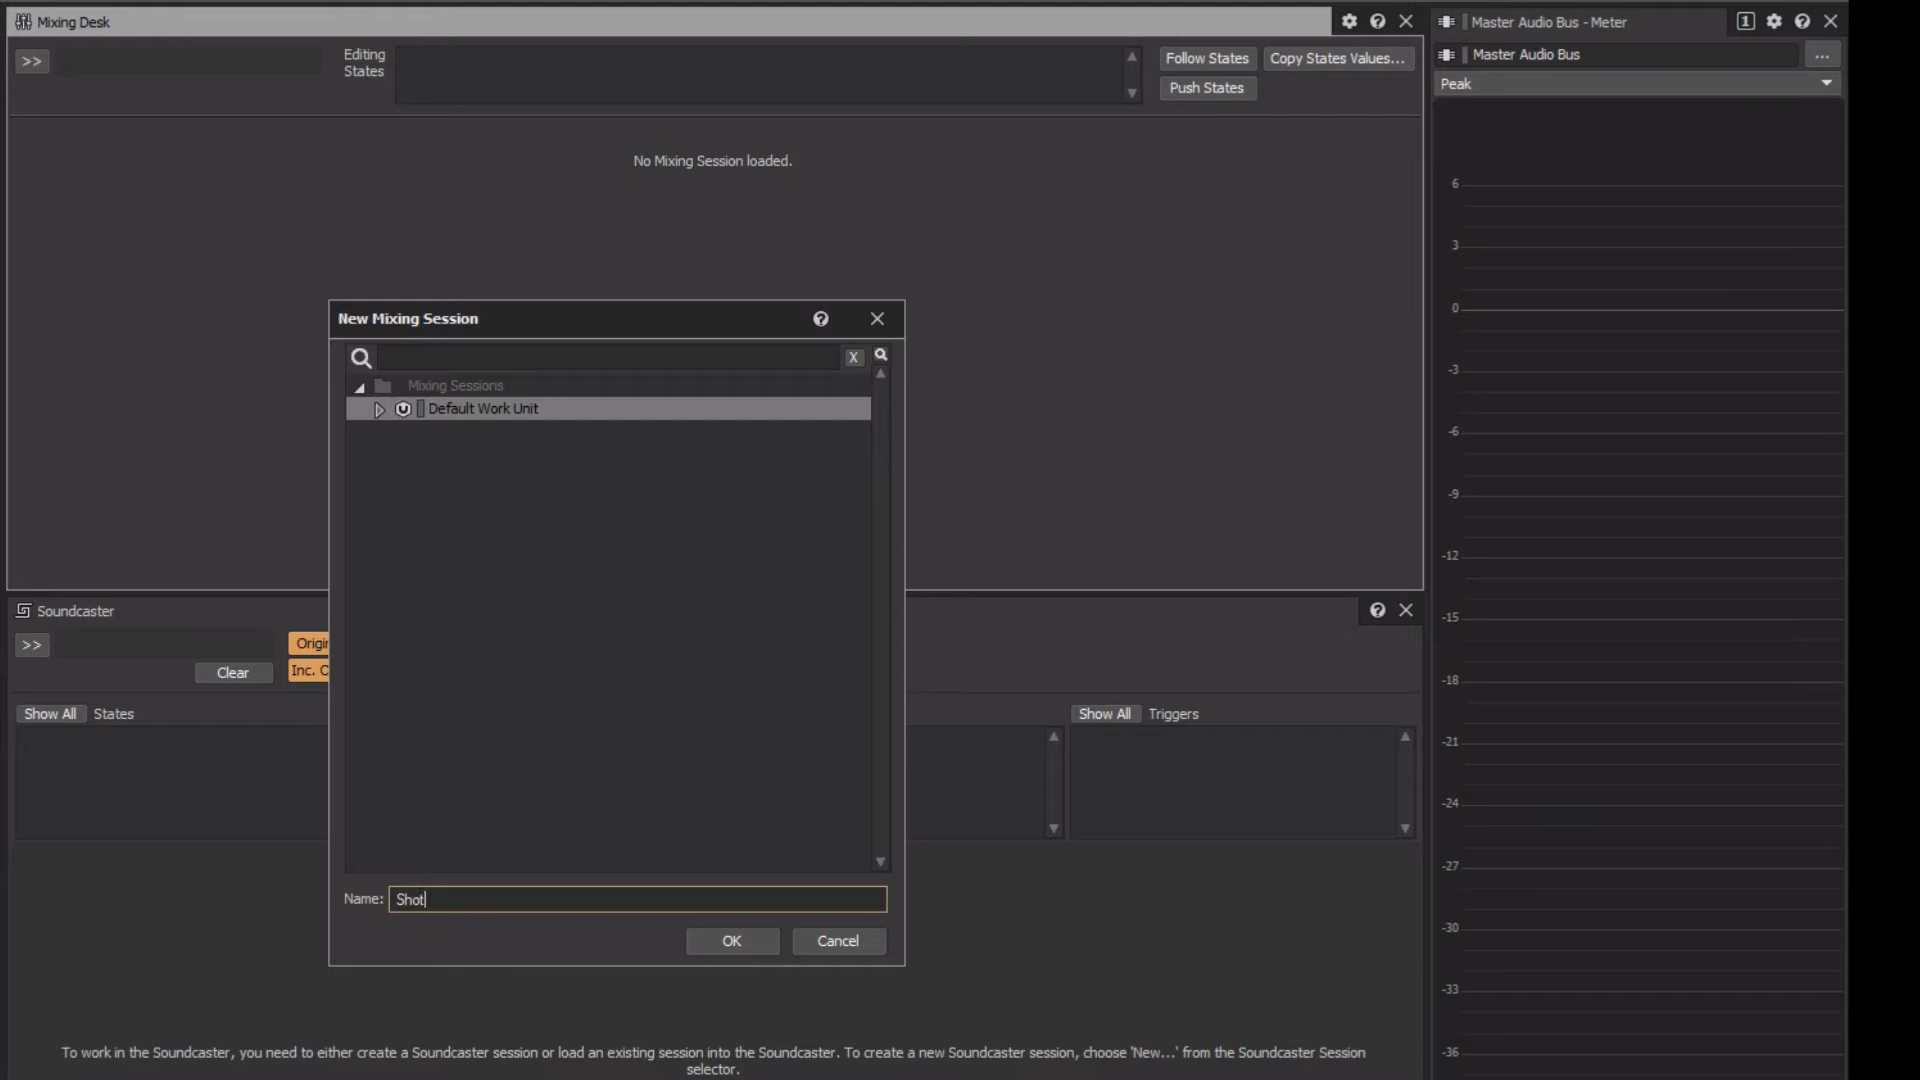 Mixing Desk
>>
Editing
States
Follow States
Copy States Values...
Push States
No Mixing Session loaded.
Master Audio Bus - Meter
1
Master Audio Bus
...
Peak
6
3
0
-3
-6
-9
-12
-15
-18
-21
-24
-27
-30
-33
-36
New Mixing Session
X
Mixing Sessions
Default Work Unit
Name: Shot
OK
Cancel
Soundcaster
>>
Origin
Clear
Inc. O
Show All States
Show All Triggers
To work in the Soundcaster, you need to either create a Soundcaster session or load an existing session into the Soundcaster. To create a new Soundcaster session, choose 'New...' from the Soundcaster Session
selector.